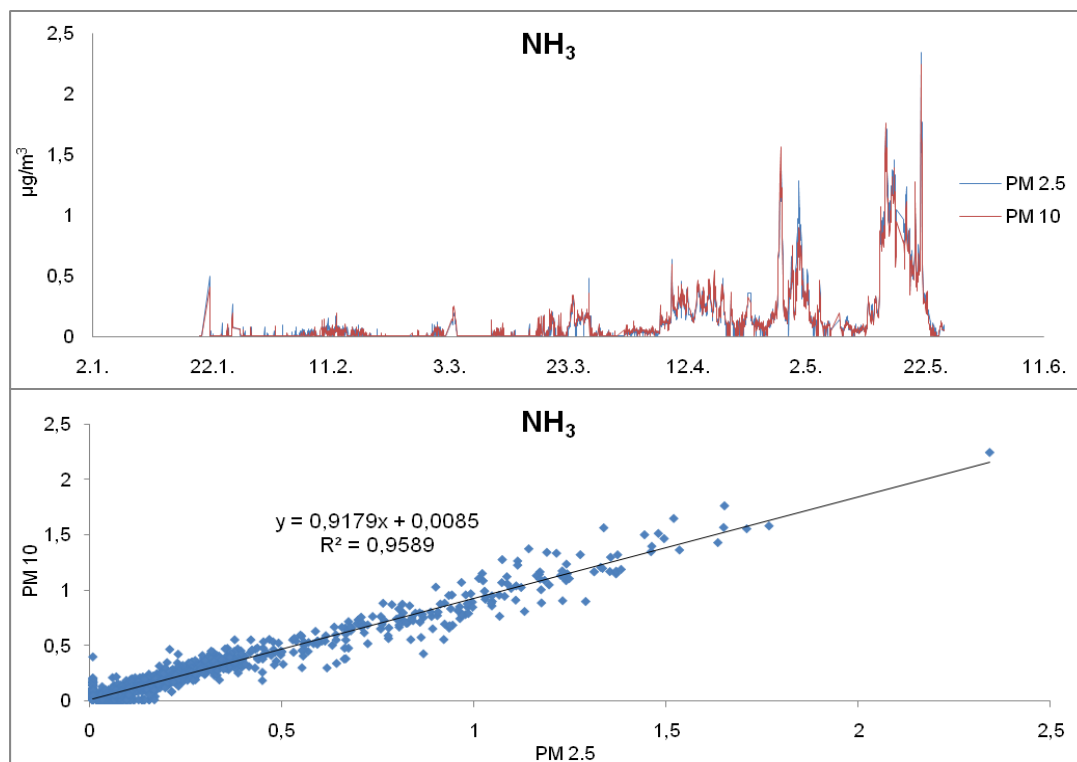 NH₃
2,5
2
1,5
1
0,5
0
µg/m³
PM 2.5
PM 10
2.1. 22.1. 11.2. 3.3. 23.3. 12.4. 2.5. 22.5. 11.6.
NH₃
2,5
2
1,5
1
0,5
0
PM 10
y = 0,9179x + 0,0085
R² = 0,9589
0 0,5 1 1,5 2 2,5
PM 2.5